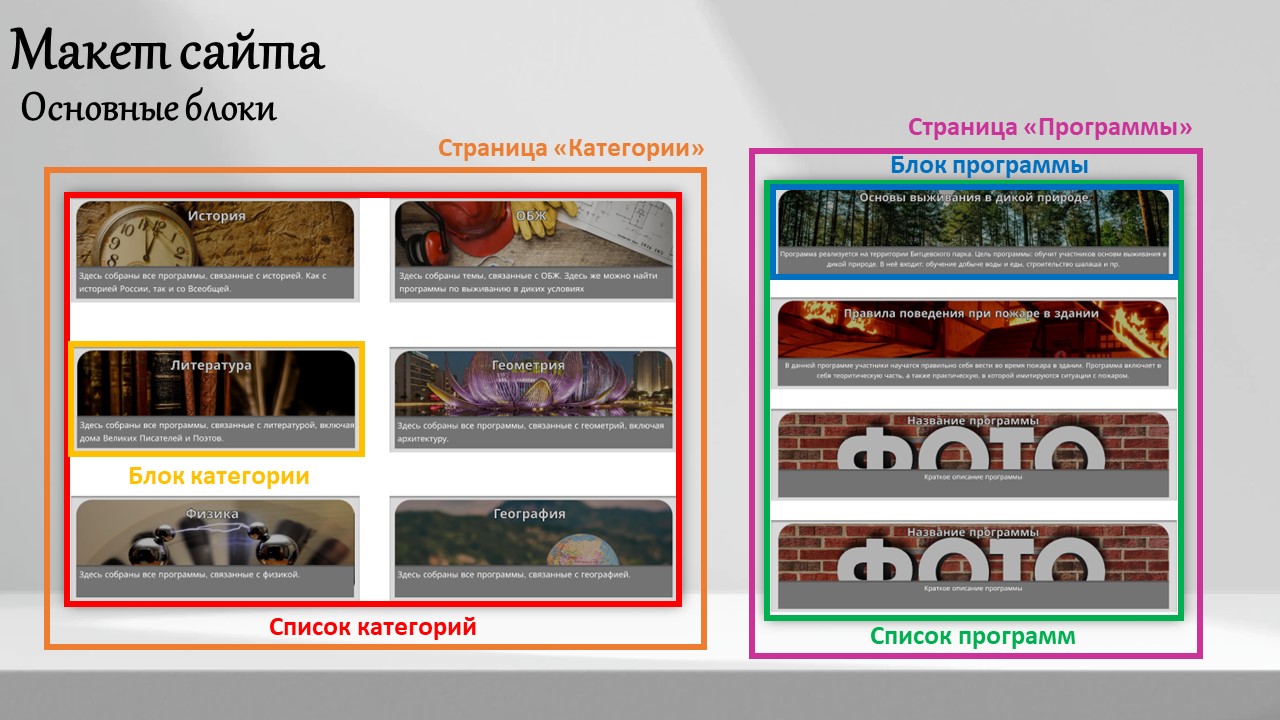 Макет сайта
Основные блоки
Страница «Категории»
История
Здесь собраны все программы, связанные с историей. Как с
историей России, так и со Всеобщей.
ОБЖ
Здесь собраны темы, связанные с ОБЖ. Здесь же можно найти
программы по выживанию в диких условиях
Литература
Здесь собраны все программы, связанные с литературой, включая
дома Великих Писателей и Поэтов.
Геометрия
Здесь собраны все программы, связанные с геометрий, включая
архитектуру.
Блок категории
Физика
Здесь собраны все программы, связанные с физикой.
География
Здесь собраны все программы, связанные с географией.
Список категорий
Страница «Программы»
Блок программы
Основы выживания в дикой природе
Программа реализуется на территории Битцевского парка. Цель программы: обучит участников основи выживания в
дикой природе. В неё входит: обучение добыче воды и еды, строительство шалаша и пр.
Правила поведения при пожаре в здании
В данной программе участники научатся правильно себя вести во время пожара в здании. Программа включает в
себя теоритическую часть, а также практическую, в которой имитируются ситуации с пожаром.
Название программы
ФОТО
Краткое описание программы
Название программы
ФОТО
Краткое описание программы
Список программ